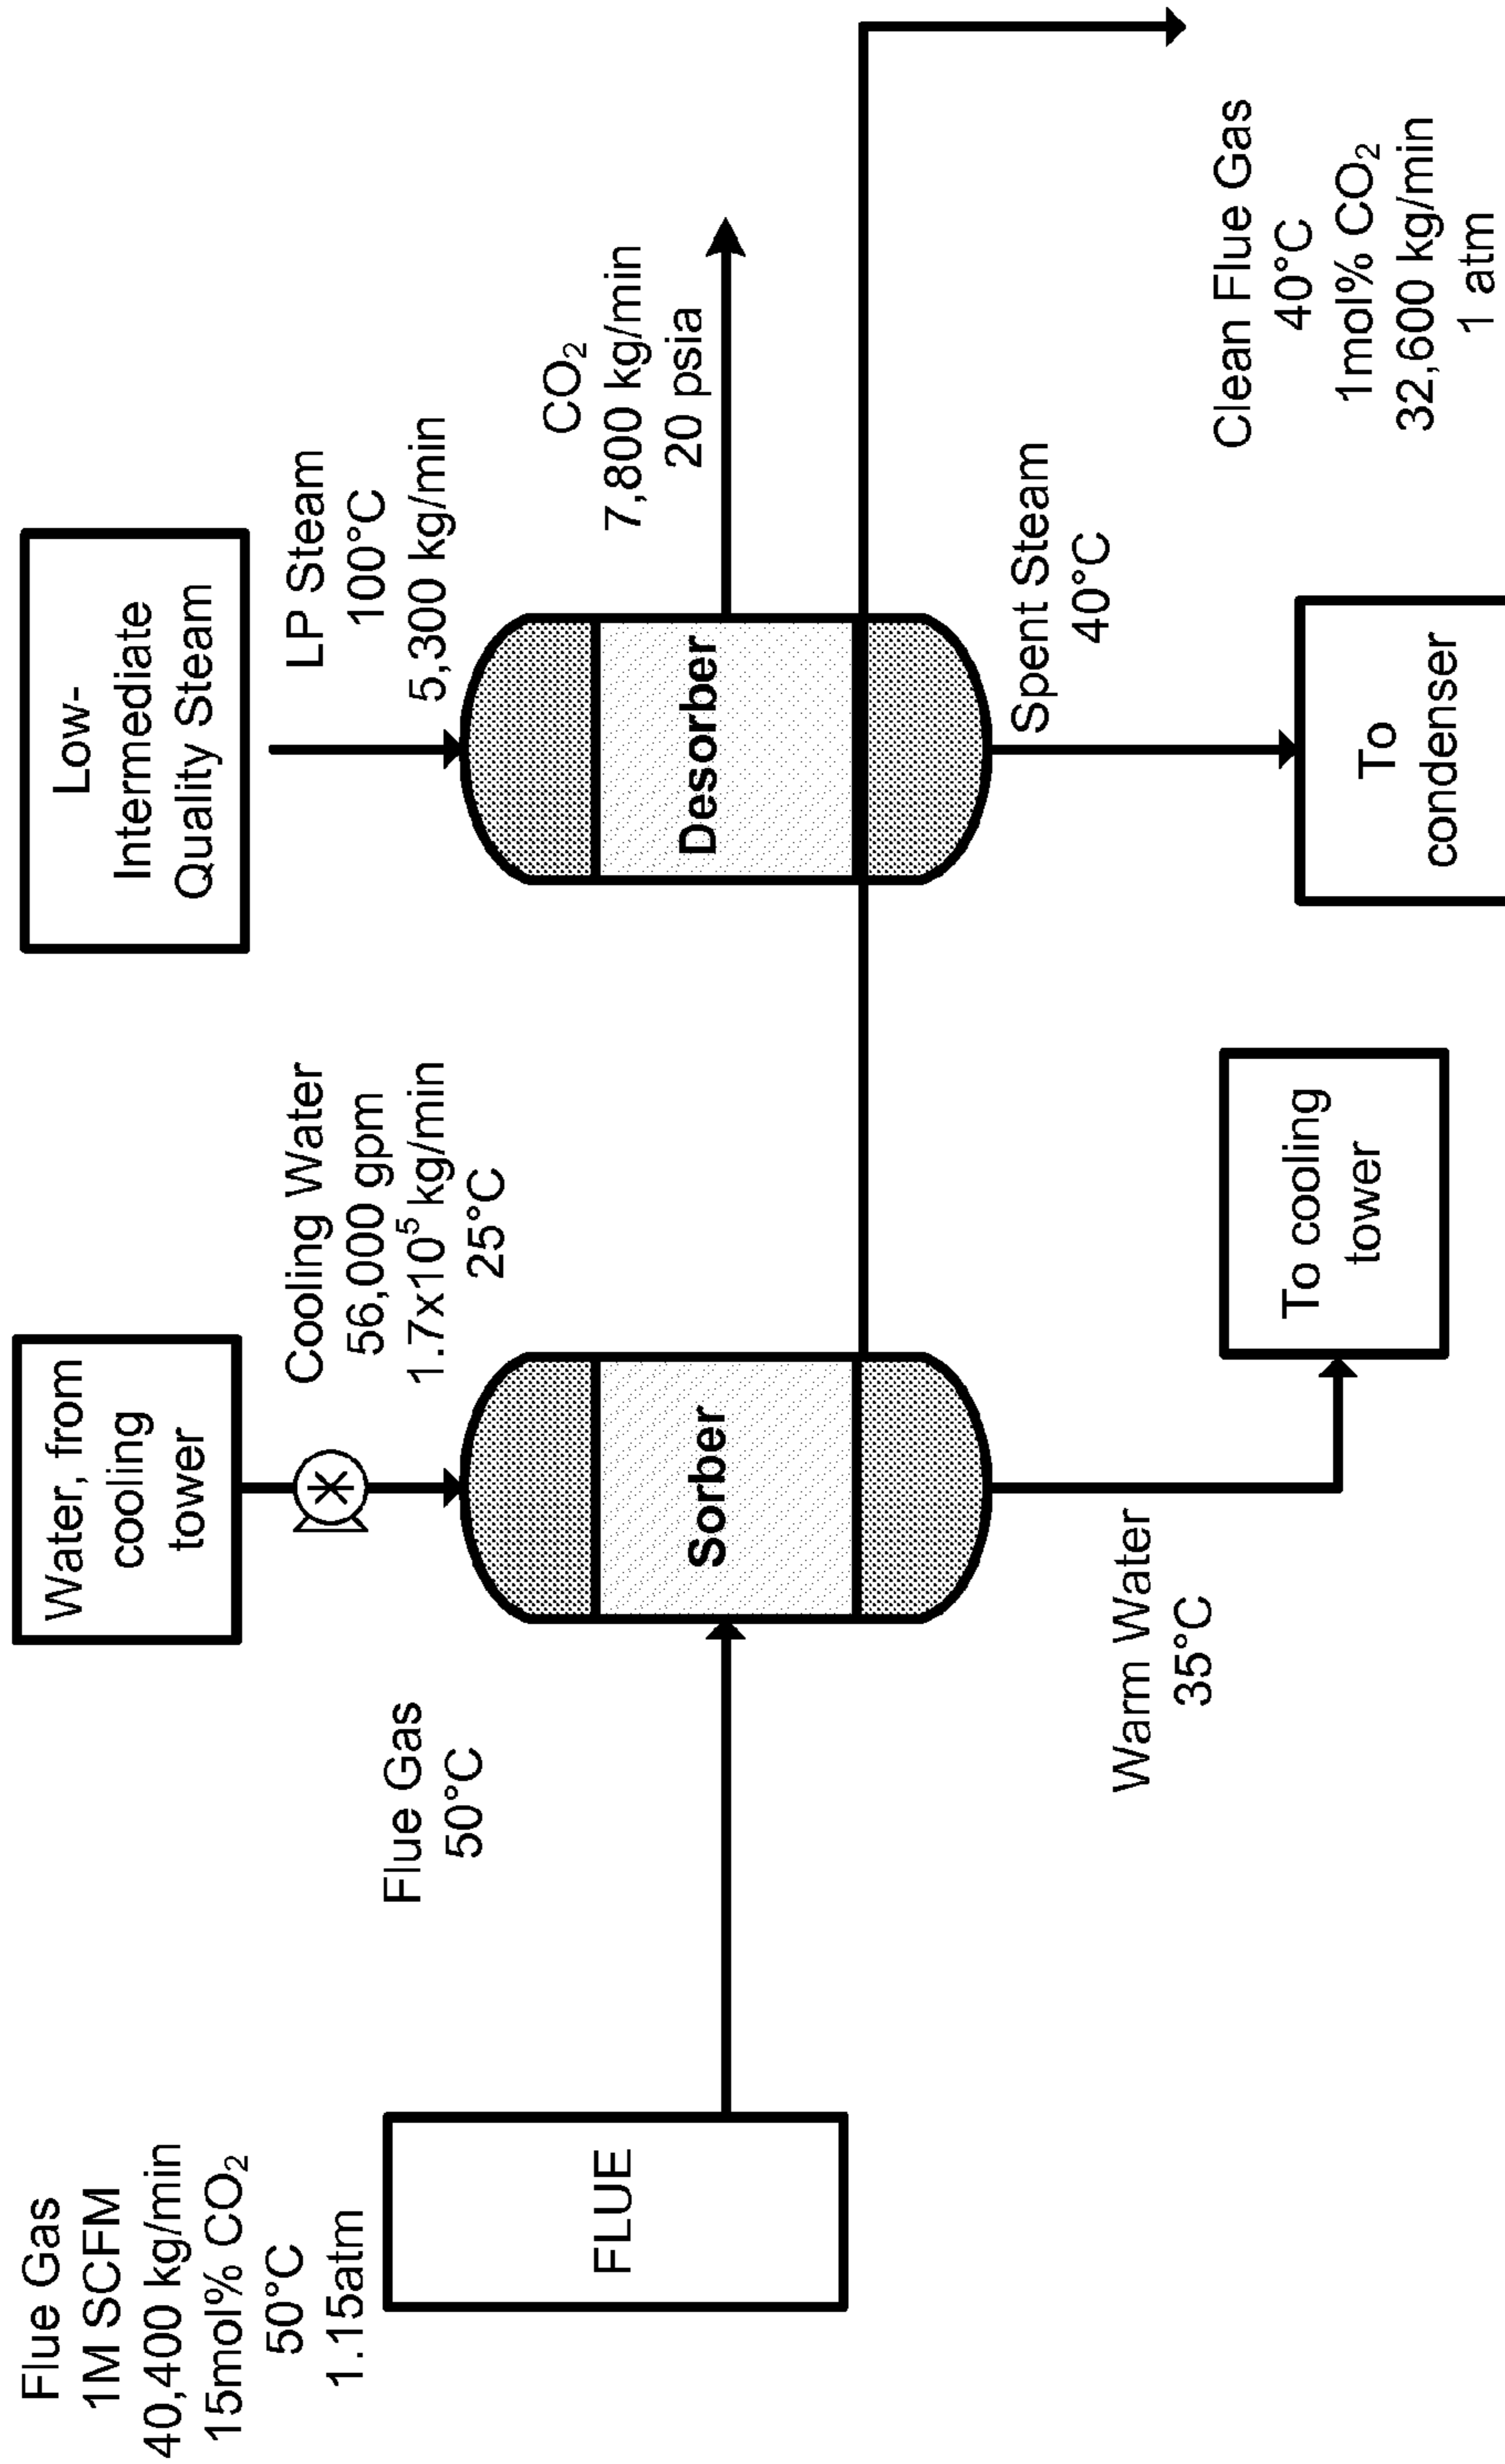 Flue Gas
1M SCFM
40,400 kg/min
15mol% CO₂
50°C
1.15atm
FLUE
Flue Gas
50°C
Water, from
cooling
tower
Cooling Water
56,000 gpm
1.7x10⁵ kg/min
25°C
Sorber
Warm Water
35°C
To cooling
tower
Low-
Intermediate
Quality Steam
LP Steam
100°C
5,300 kg/min
Desorber
CO₂
7,800 kg/min
20 psia
Spent Steam
40°C
To
condenser
Clean Flue Gas
40°C
1mol% CO₂
32,600 kg/min
1 atm